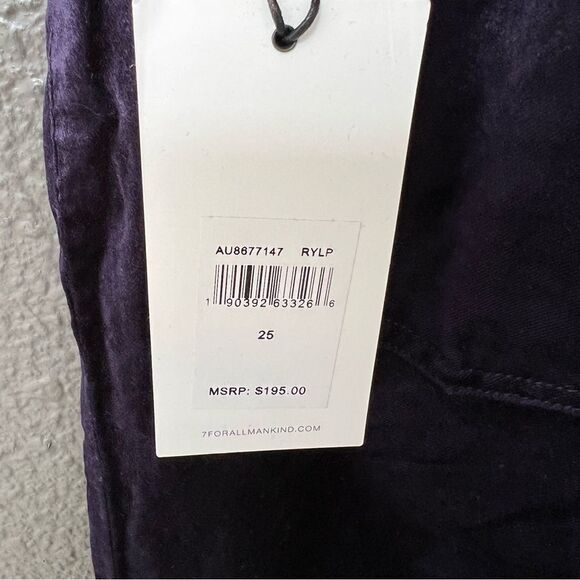 AU8677147 RYLP
1 90392 63326 6
25
MSRP: $195.00
7FORALLMANKIND.COM